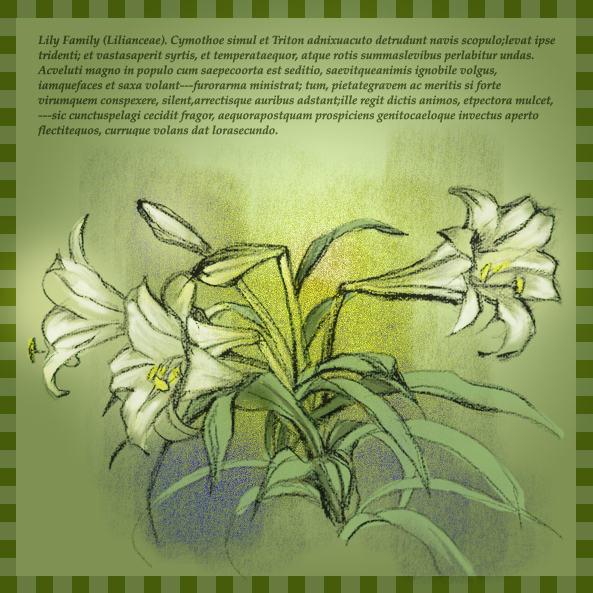 Lily Family (Lilianceae). Cymothoe simul et Triton adnixuacuto detrudunt navis scopulo;levat ipse
tridenti; et vastasaperit syrtis, et temperataequor, atque rotis summaslevibus perlabitur undas.
Acveluti magno in populo cum saepecoorta est seditio, saevitqueanimis ignobile volgus,
iamquefaces et saxa volant---furorarma ministrat; tum, pietategravem ac meritis si forte
virumquem conspexere, silent,arrectisque auribus adstant;ille regit dictis animos, etpectora mulcet,
---sic cunctuspelagi cecidit fragor, aequorapostquam prospiciens genitocaeloque invectus aperto
flectitequos, curruque volans dat lorasecundo.